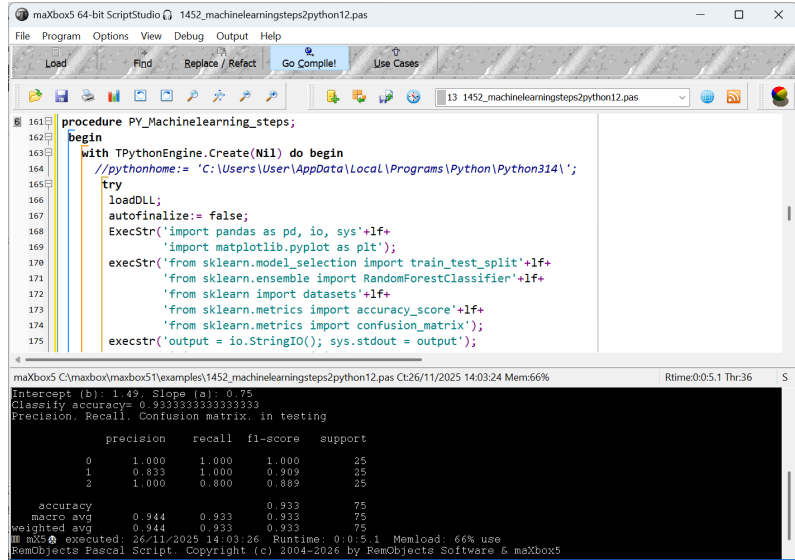 maXbox5 64-bit ScriptStudio 1452_machinelearningsteps2python12.pas
File Program Options View Debug Output Help
Load Find Replace / Refact Go Compile! Use Cases
13 1452_machinelearningsteps2python12.pas
6 161 procedure PY_Machinelearning_steps;
162 begin
163 with TPythonEngine.Create(Nil) do begin
164 //pythonhome:= 'C:\Users\User\AppData\Local\Programs\Python\Python314\';
165 try
166 loadDLL;
167 autofinalize:= false;
168 ExecStr('import pandas as pd, io, sys'+lf+
169 'import matplotlib.pyplot as plt');
170 execStr('from sklearn.model_selection import train_test_split'+lf+
171 'from sklearn.ensemble import RandomForestClassifier'+lf+
172 'from sklearn import datasets'+lf+
173 'from sklearn.metrics import accuracy_score'+lf+
174 'from sklearn.metrics import confusion_matrix');
175 execstr('output = io.StringIO(); sys.stdout = output');
maXbox5 C:\maxbox\maxbox51\examples\1452_machinelearningsteps2python12.pas Ct:26/11/2025 14:03:24 Mem:66% Rtime:0:0:5.1 Thr:36 S
Intercept (b): 1.49, Slope (a): 0.75
Classify accuracy= 0.9333333333333333
Precision. Recall. Confusion matrix. in testing
precision recall f1-score support
0 1.000 1.000 1.000 25
1 0.833 1.000 0.909 25
2 1.000 0.800 0.889 25
accuracy 0.933 75
macro avg 0.944 0.933 0.933 75
weighted avg 0.944 0.933 0.933 75
mX5 executed: 26/11/2025 14:03:26 Runtime: 0:0:5.1 Memload: 66% use
RemObjects Pascal Script. Copyright (c) 2004-2026 by RemObjects Software & maXbox5